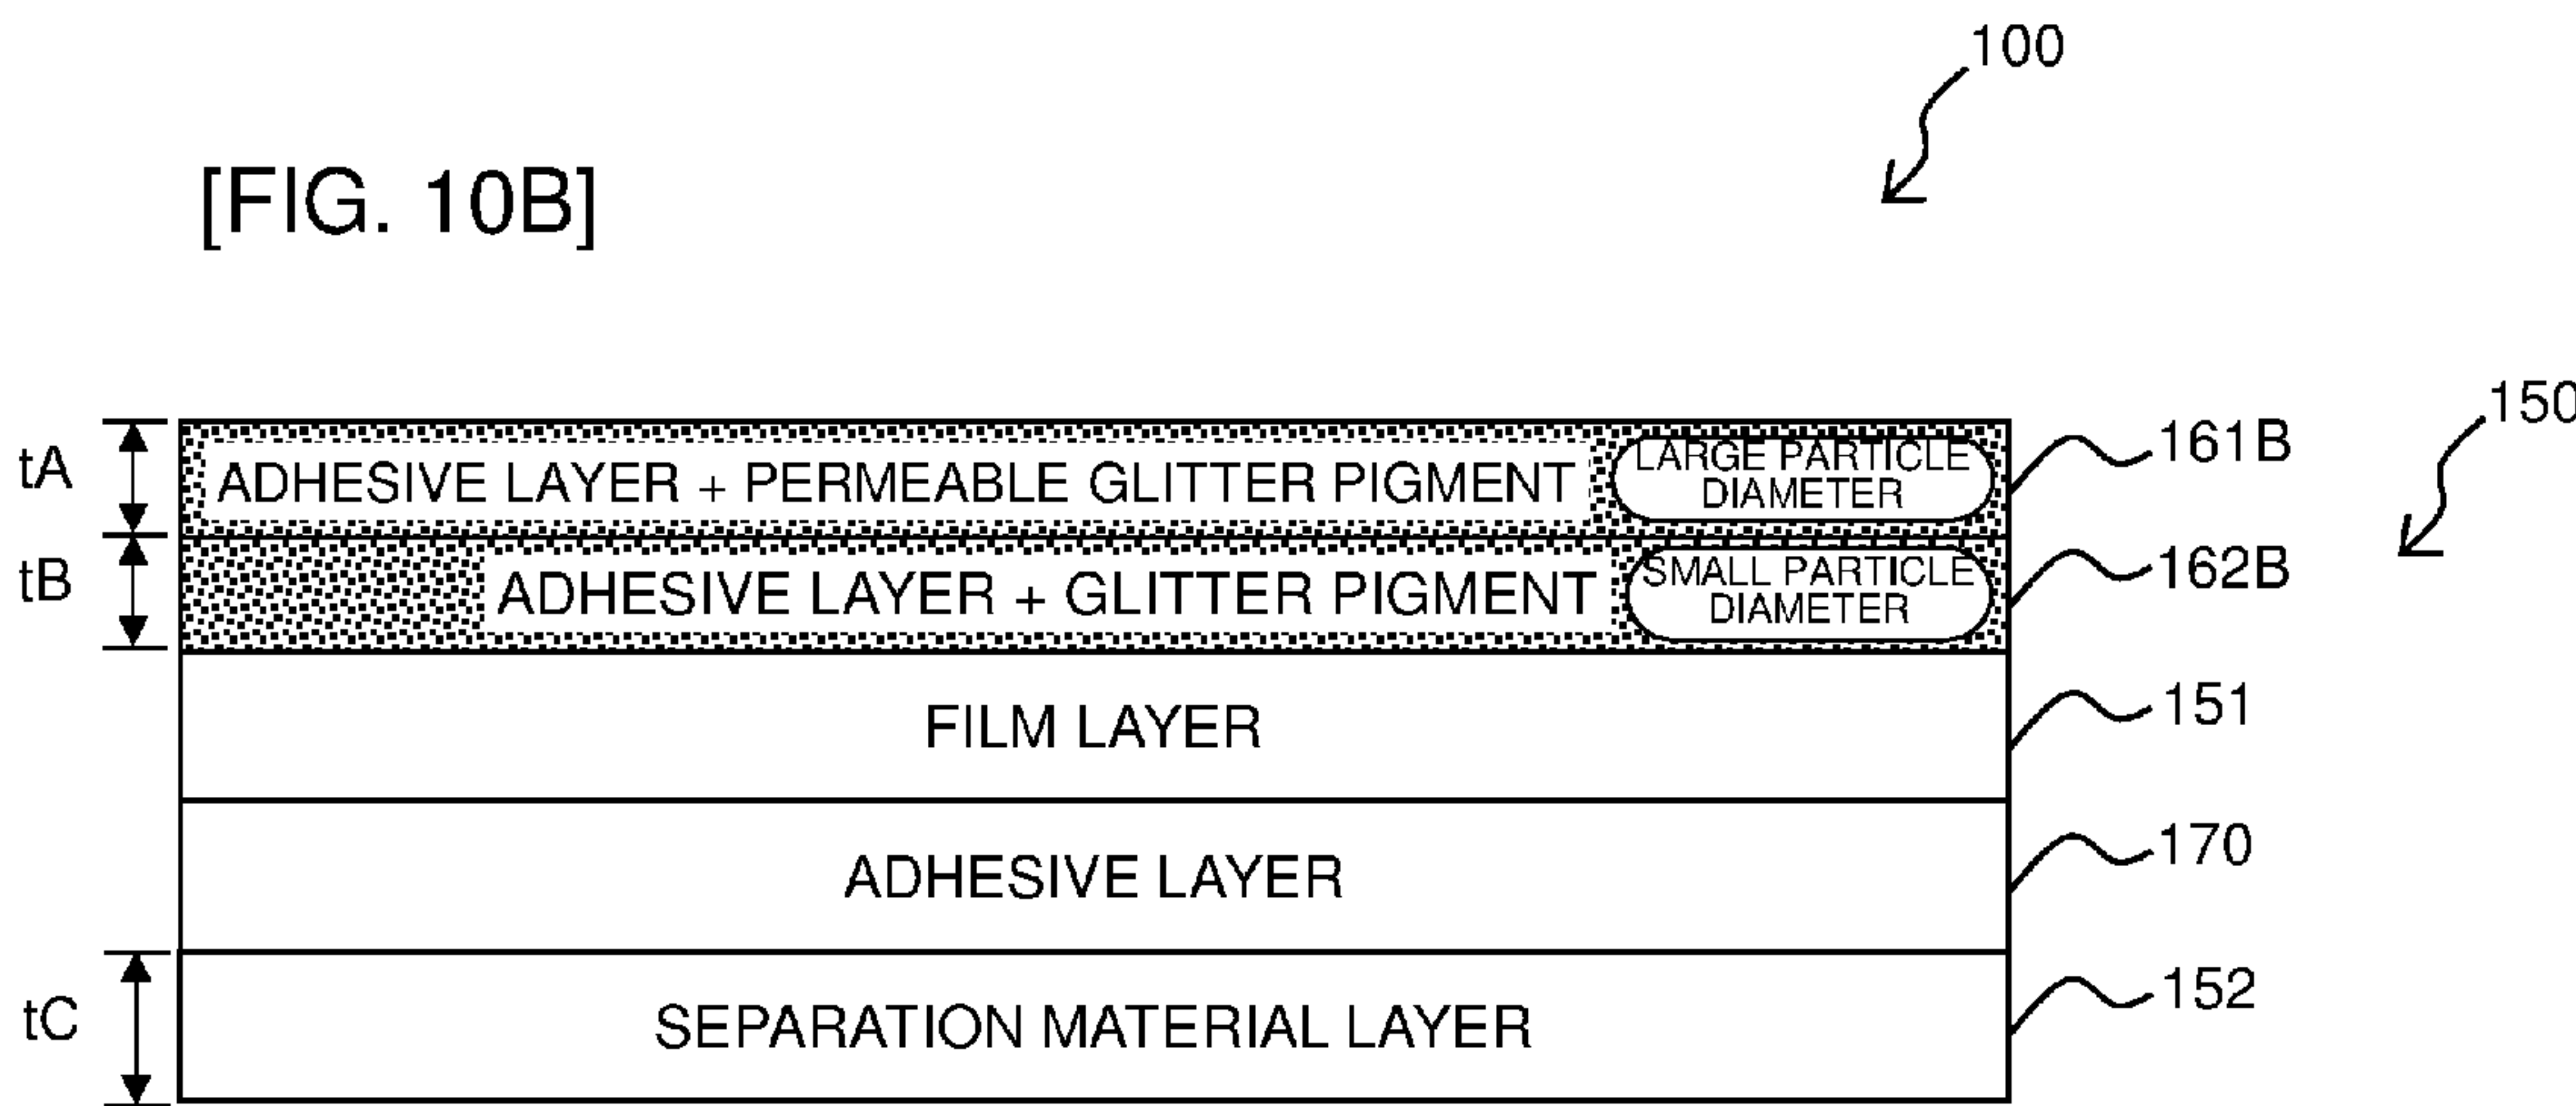 100
[FIG. 10B]
150
tA
ADHESIVE LAYER + PERMEABLE GLITTER PIGMENT
LARGE PARTICLE
DIAMETER
161B
tB
ADHESIVE LAYER + GLITTER PIGMENT
SMALL PARTICLE
DIAMETER
162B
FILM LAYER
151
ADHESIVE LAYER
170
tC
SEPARATION MATERIAL LAYER
152